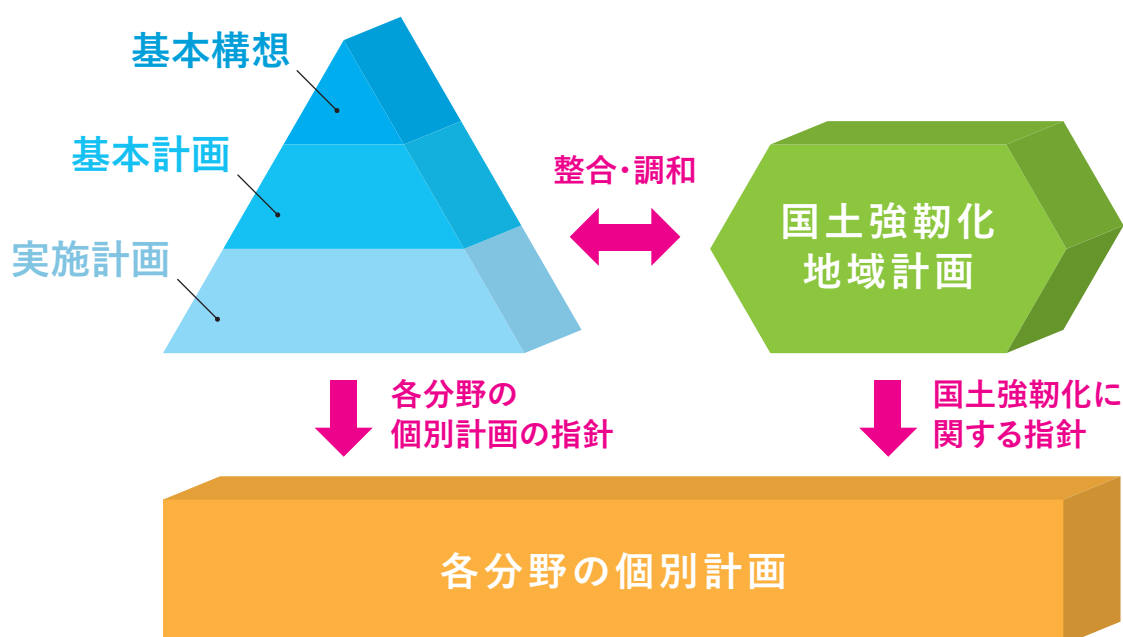 基本構想
基本計画
実施計画
整合・調和
国土強靭化
地域計画
各分野の
個別計画の指針
国土強靭化に
関する指針
各分野の個別計画